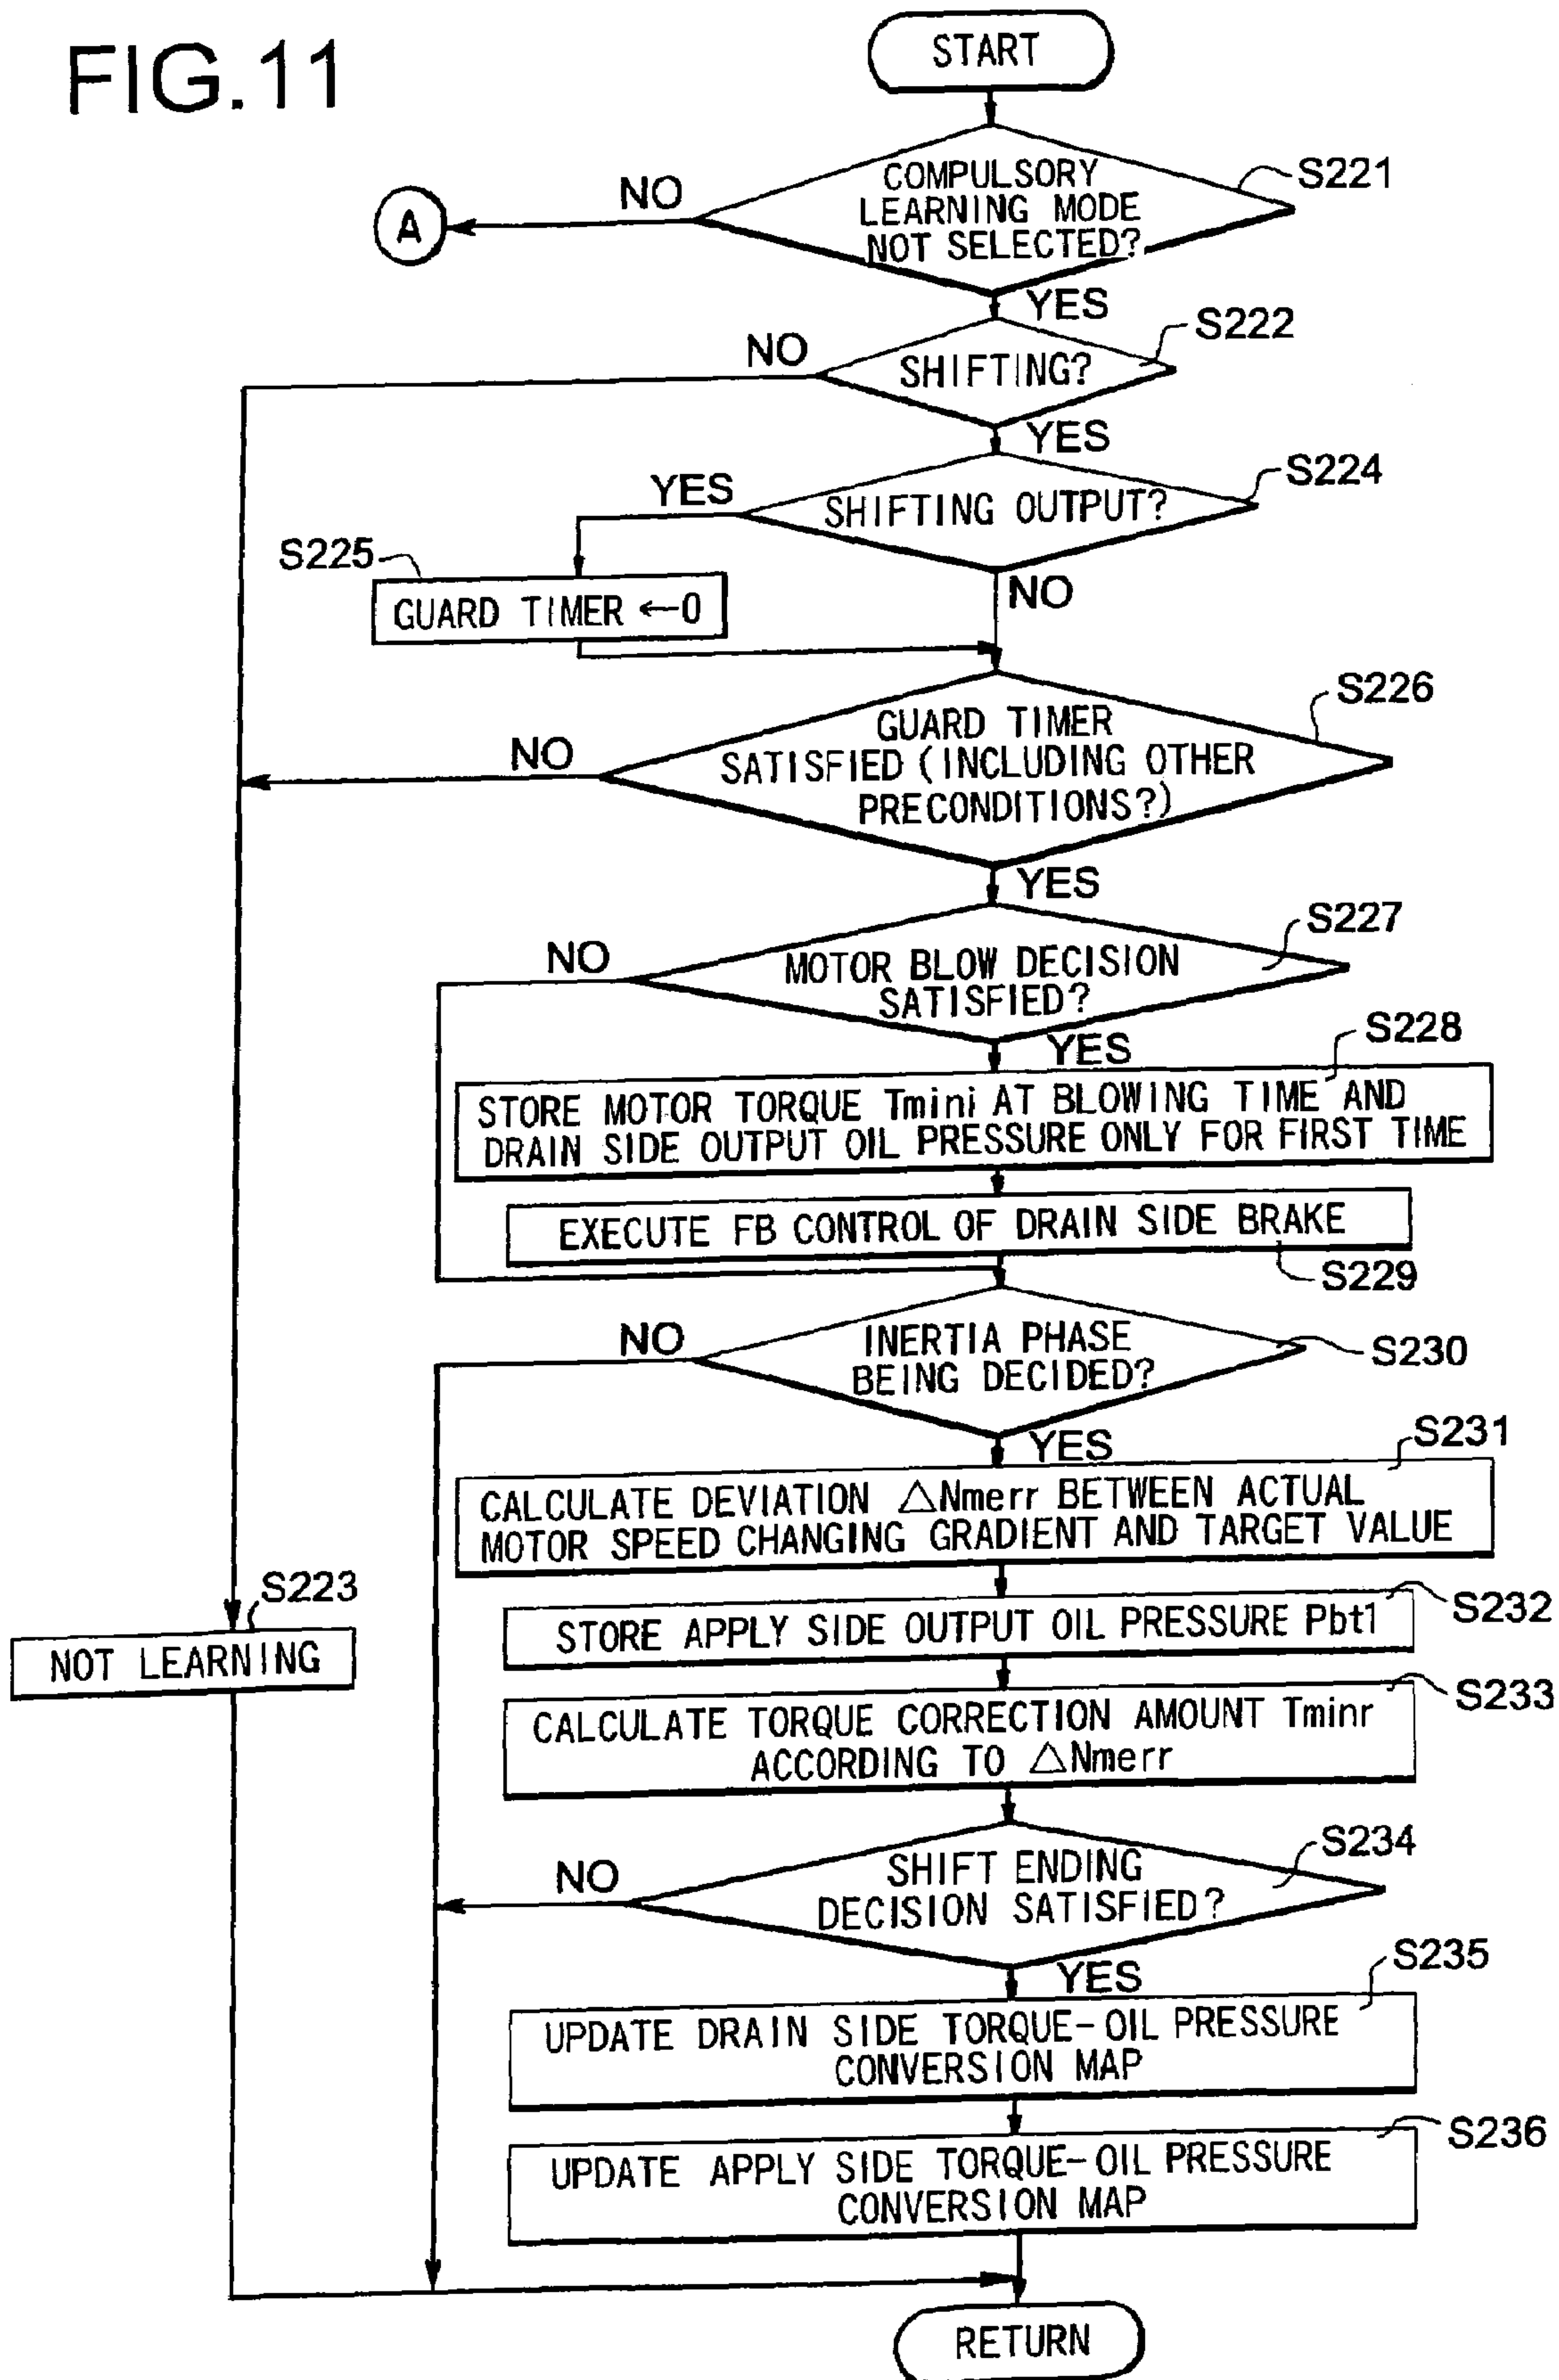 FIG.11
START
COMPULSORY
LEARNING MODE
NOT SELECTED?
S221
NO
A
YES
SHIFTING?
S222
NO
YES
SHIFTING OUTPUT?
S224
YES
S225
GUARD TIMER ←0
NO
GUARD TIMER
SATISFIED (INCLUDING OTHER
PRECONDITIONS?)
S226
NO
YES
MOTOR BLOW DECISION
SATISFIED?
S227
NO
YES
S228
STORE MOTOR TORQUE Tmini AT BLOWING TIME AND
DRAIN SIDE OUTPUT OIL PRESSURE ONLY FOR FIRST TIME
EXECUTE FB CONTROL OF DRAIN SIDE BRAKE
S229
INERTIA PHASE
BEING DECIDED?
S230
NO
YES
S231
CALCULATE DEVIATION △Nmerr BETWEEN ACTUAL
MOTOR SPEED CHANGING GRADIENT AND TARGET VALUE
S223
NOT LEARNING
STORE APPLY SIDE OUTPUT OIL PRESSURE Pbt1
S232
CALCULATE TORQUE CORRECTION AMOUNT Tminr
ACCORDING TO △Nmerr
S233
SHIFT ENDING
DECISION SATISFIED?
S234
NO
YES
S235
UPDATE DRAIN SIDE TORQUE-OIL PRESSURE
CONVERSION MAP
S236
UPDATE APPLY SIDE TORQUE-OIL PRESSURE
CONVERSION MAP
RETURN